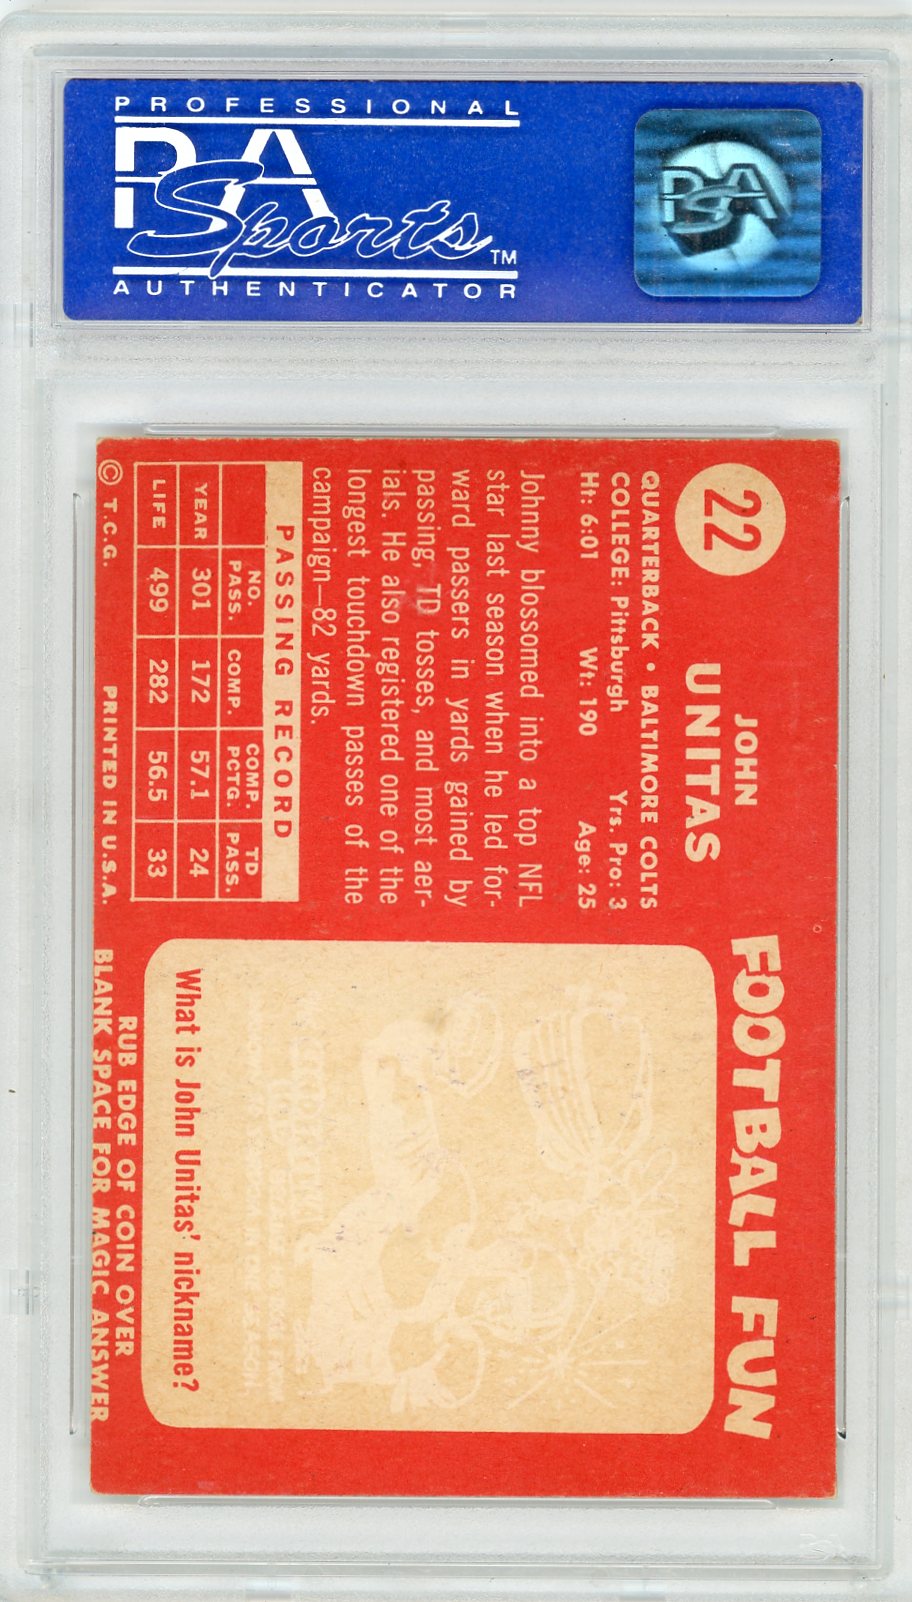 PROFESSIONAL
PSA
Sports™
AUTHENTICATOR
PSA
22
JOHN
UNITAS
QUARTERBACK • BALTIMORE COLTS
COLLEGE: Pittsburgh Yrs. Pro: 3
Ht: 6:01 Wt: 190 Age: 25
Johnny blossomed into a top NFL
star last season when he led for-
ward passers in yards gained by
passing, TD tosses, and most aer-
ials. He also registered one of the
longest touchdown passes of the
campaign—82 yards.
PASSING RECORD
NO. PASS. COMP. COMP. PCTG. TD PASS.
YEAR 301 172 57.1 24
LIFE 499 282 56.5 33
© T.C.G. PRINTED IN U.S.A.
FOOTBALL FUN
What is John Unitas' nickname?
RUB EDGE OF COIN OVER
BLANK SPACE FOR MAGIC ANSWER